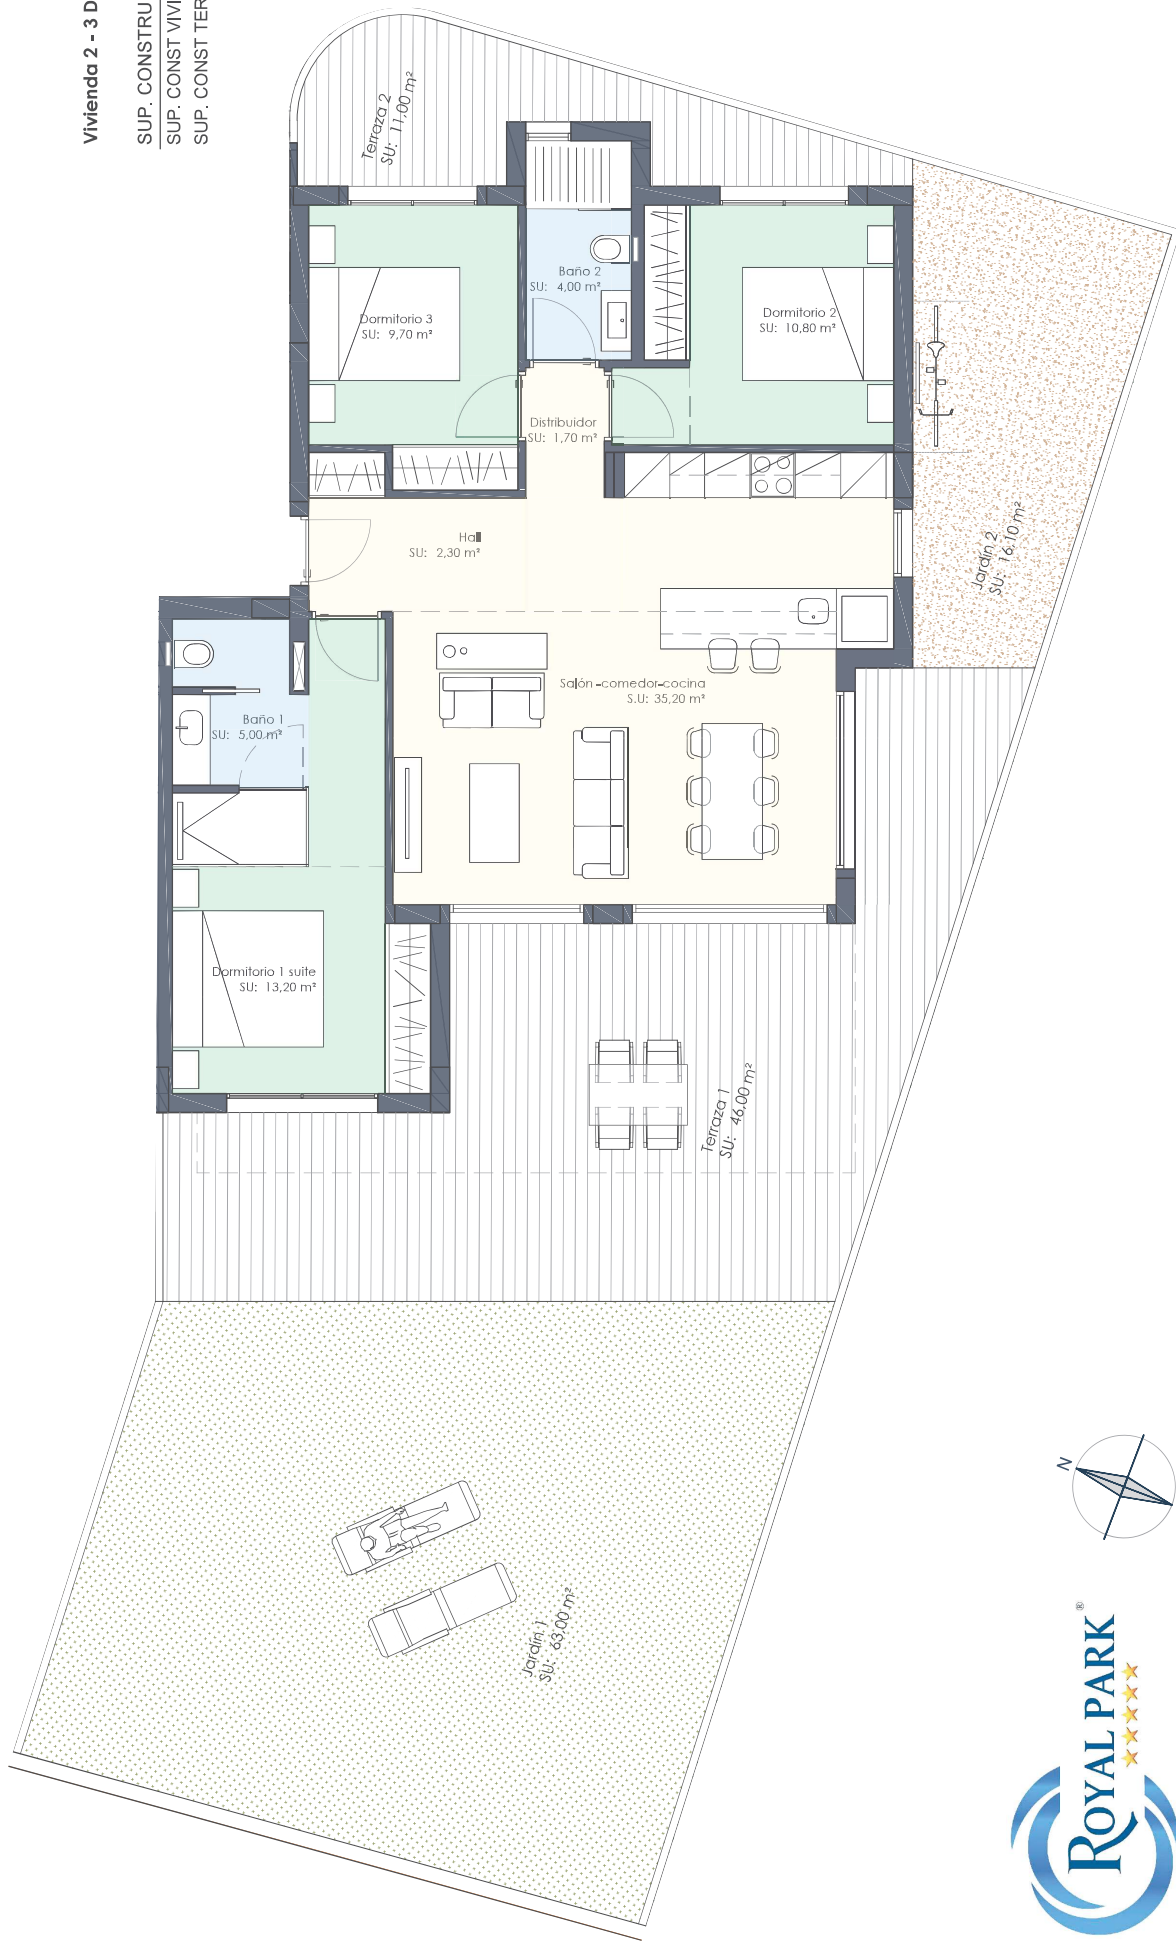 Vivienda 2 - 3 D
SUP. CONSTRU
SUP. CONST VIVI
SUP. CONST TER
Terraza 2
SU: 11,00 m²
Baño 2
SU: 4,00 m²
Dormitorio 3
SU: 9,70 m²
Dormitorio 2
SU: 10,80 m²
Distribuidor
SU: 1,70 m²
Hall
SU: 2,30 m²
Jardín 2
SU: 16,10 m²
Salón-comedor-cocina
S.U: 35,20 m²
Baño 1
SU: 5,00 m²
Dormitorio 1 suite
SU: 13,20 m²
Terraza 1
SU: 46,00 m²
Jardín 1
SU: 63,00 m²
N
ROYAL PARK ®